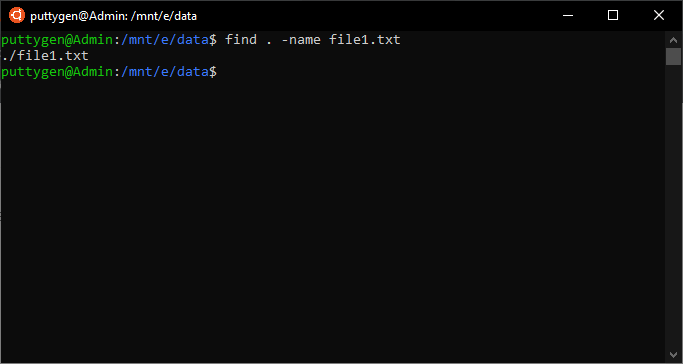 puttygen@Admin: /mnt/e/data
puttygen@Admin:/mnt/e/data$ find . -name file1.txt
./file1.txt
puttygen@Admin:/mnt/e/data$